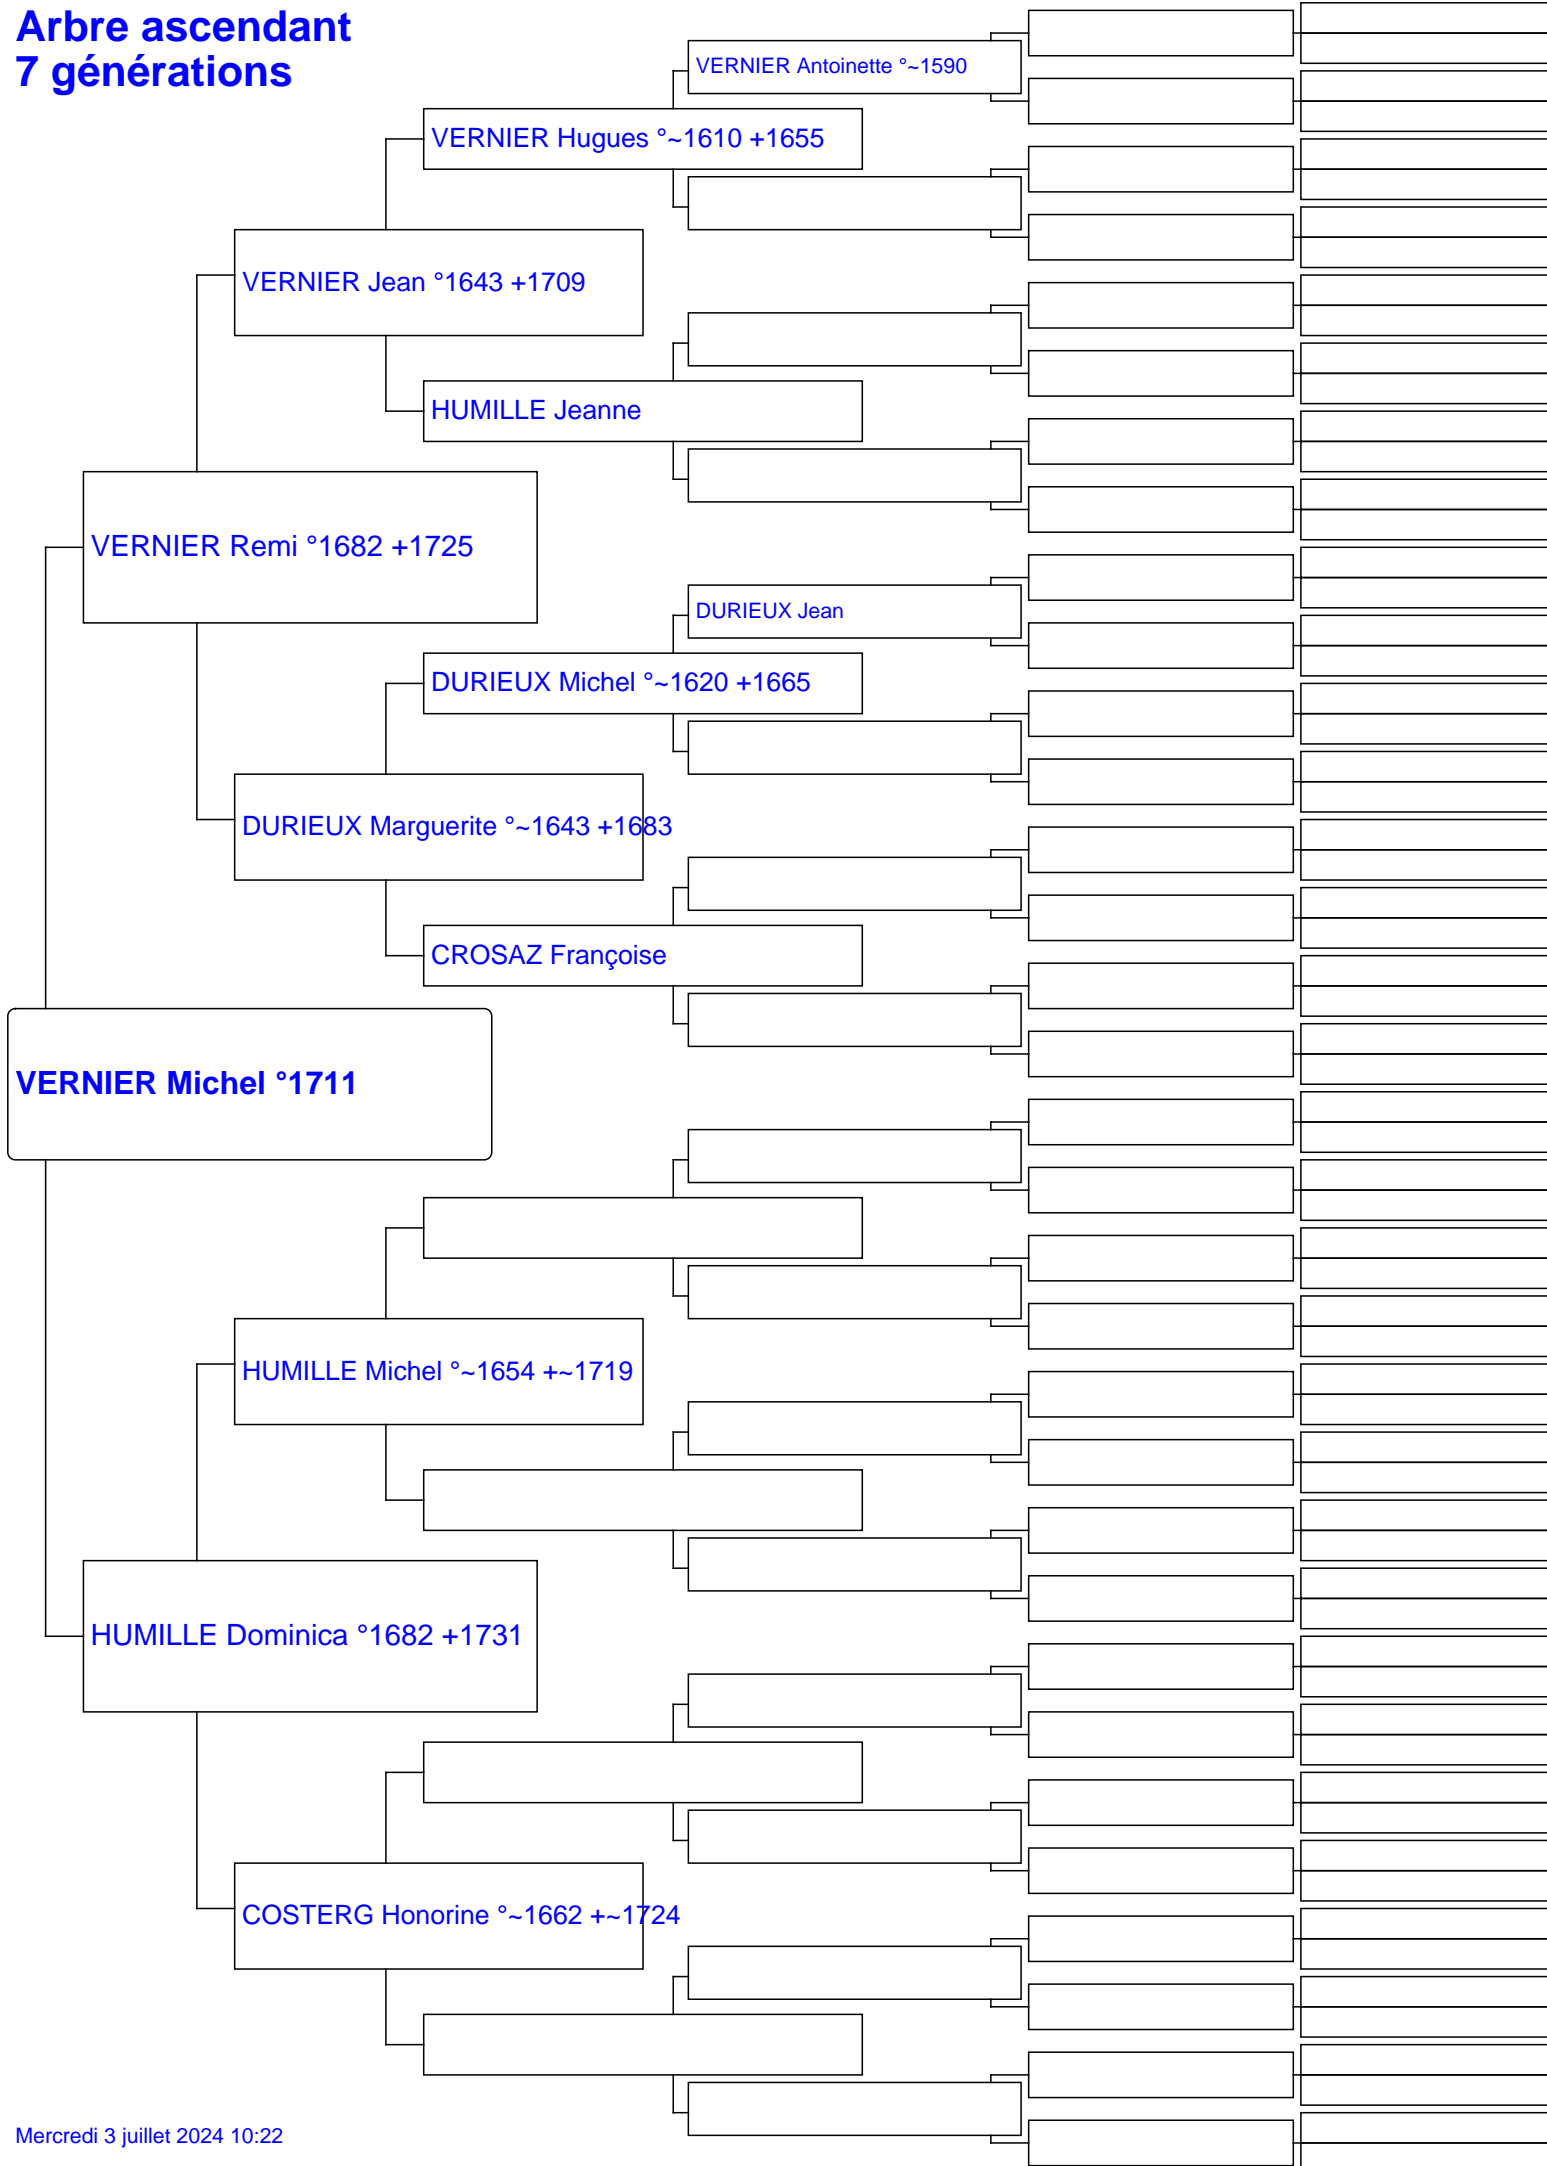 Arbre ascendant
7 générations
VERNIER Antoinette °~1590
VERNIER Hugues °~1610 +1655
VERNIER Jean °1643 +1709
HUMILLE Jeanne
VERNIER Remi °1682 +1725
DURIEUX Jean
DURIEUX Michel °~1620 +1665
DURIEUX Marguerite °~1643 +1683
CROSAZ Françoise
VERNIER Michel °1711
HUMILLE Michel °~1654 +~1719
HUMILLE Dominica °1682 +1731
COSTERG Honorine °~1662 +~1724
Mercredi 3 juillet 2024 10:22